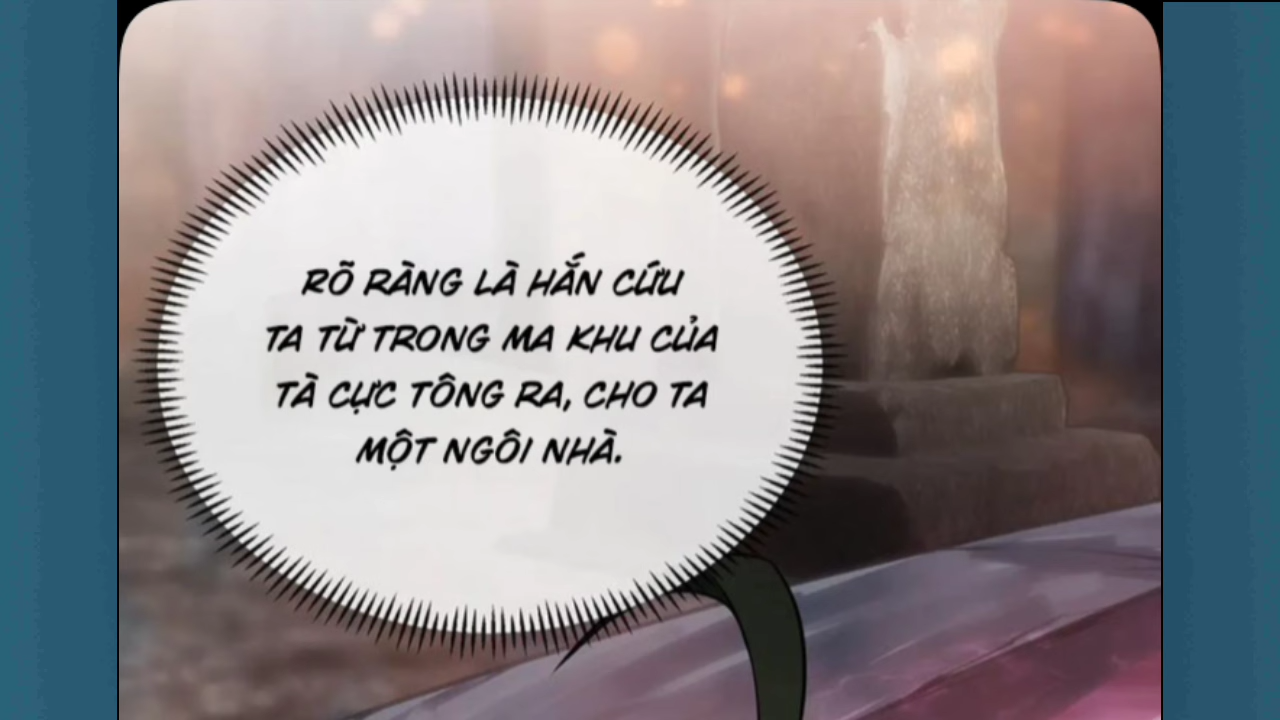 RÕ RÀNG LÀ HẮN CỨU
TA TỪ TRONG MA KHU CỦA
TÀ CỰC TÔNG RA, CHO TA
MỘT NGÔI NHÀ.